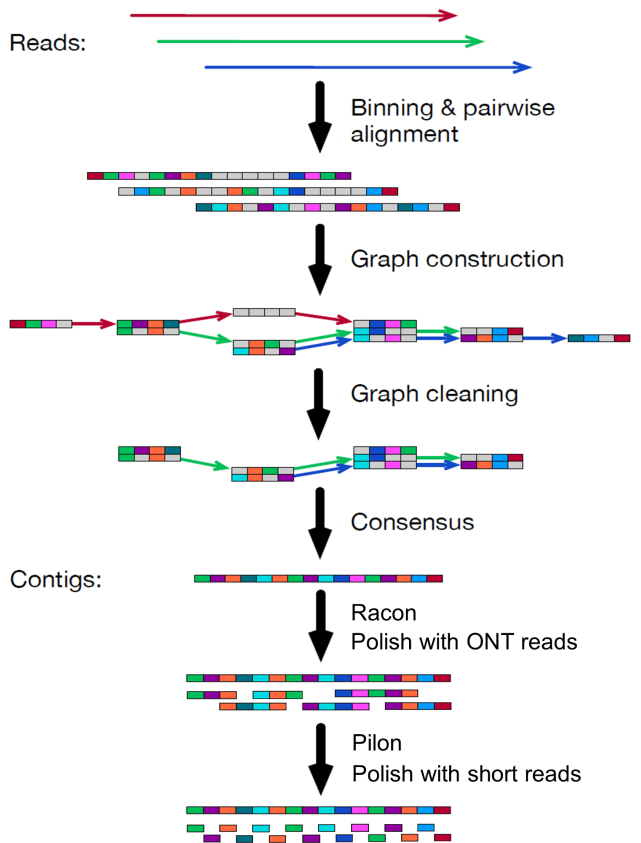 Reads:
Binning & pairwise
alignment
Graph construction
Graph cleaning
Consensus
Contigs:
Racon
Polish with ONT reads
Pilon
Polish with short reads